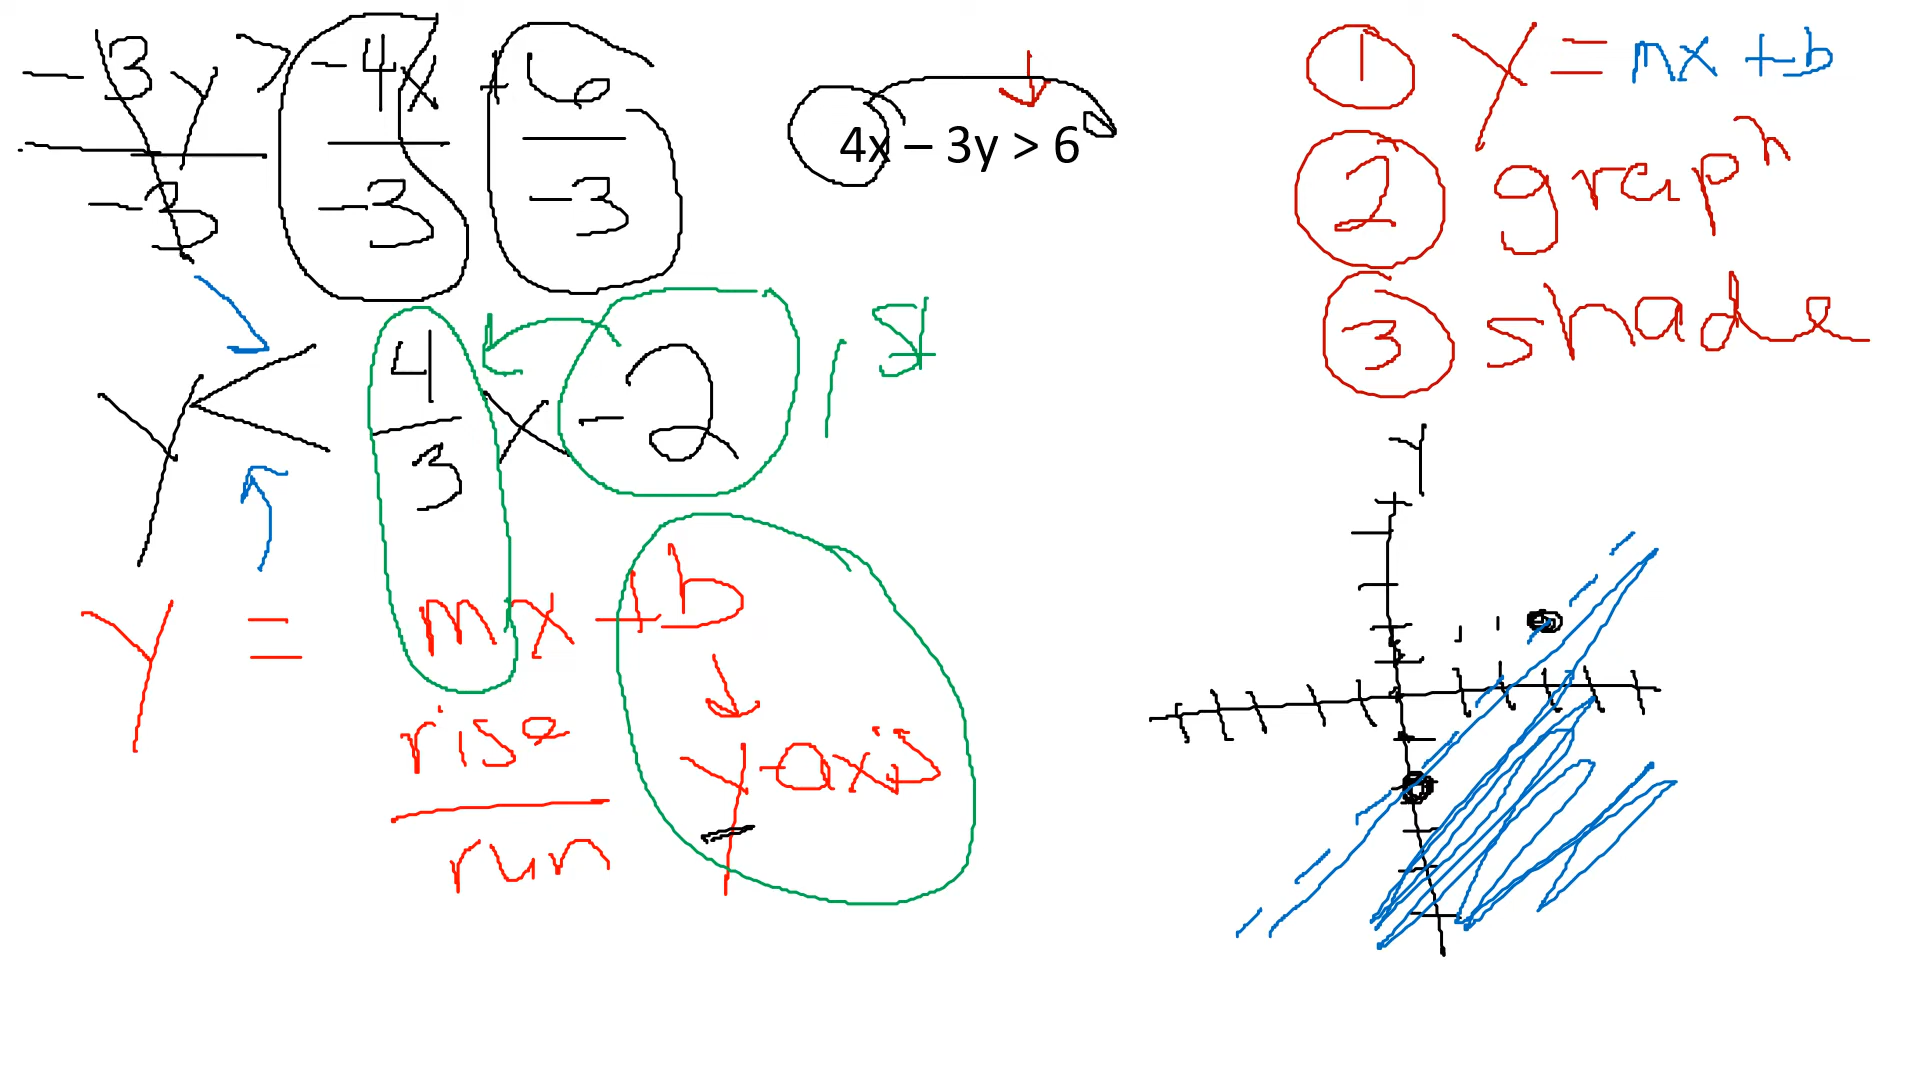 -3y > -4x + 6
-3 -3 -3
4x – 3y > 6
1 y = mx + b
2 graph
3 shade
y < 4/3 x - 2, st
y = mx + b
rise
run
y-axis
y